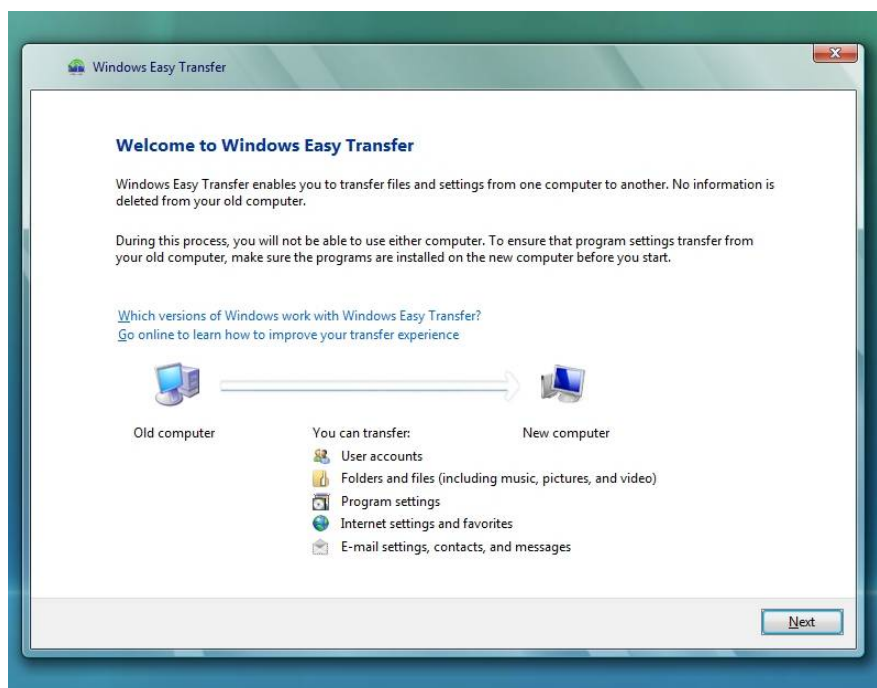 Windows Easy Transfer
Welcome to Windows Easy Transfer
Windows Easy Transfer enables you to transfer files and settings from one computer to another. No information is
deleted from your old computer.
During this process, you will not be able to use either computer. To ensure that program settings transfer from
your old computer, make sure the programs are installed on the new computer before you start.
Which versions of Windows work with Windows Easy Transfer?
Go online to learn how to improve your transfer experience
Old computer
You can transfer:
New computer
User accounts
Folders and files (including music, pictures, and video)
Program settings
Internet settings and favorites
E-mail settings, contacts, and messages
Next